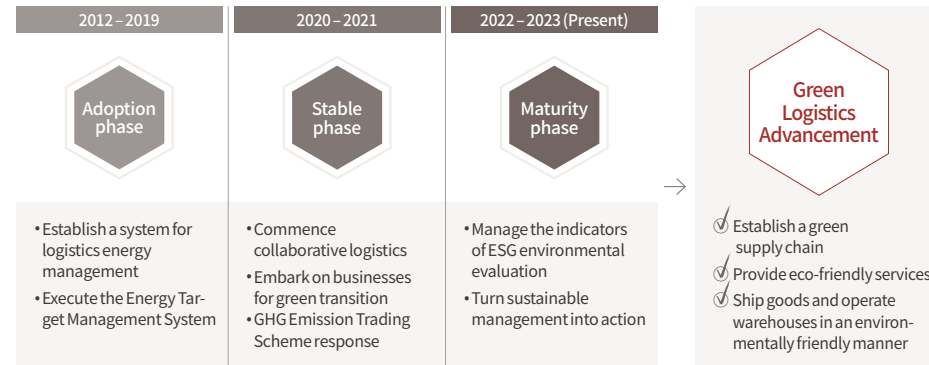 2012 – 2019
Adoption
phase
• Establish a system for
logistics energy
management
• Execute the Energy Tar-
get Management System
2020 – 2021
Stable
phase
• Commence
collaborative logistics
• Embark on businesses
for green transition
• GHG Emission Trading
Scheme response
2022 – 2023 (Present)
Maturity
phase
• Manage the indicators
of ESG environmental
evaluation
• Turn sustainable
management into action
Green
Logistics
Advancement
Establish a green
supply chain
Provide eco-friendly services
Ship goods and operate
warehouses in an environ-
mentally friendly manner